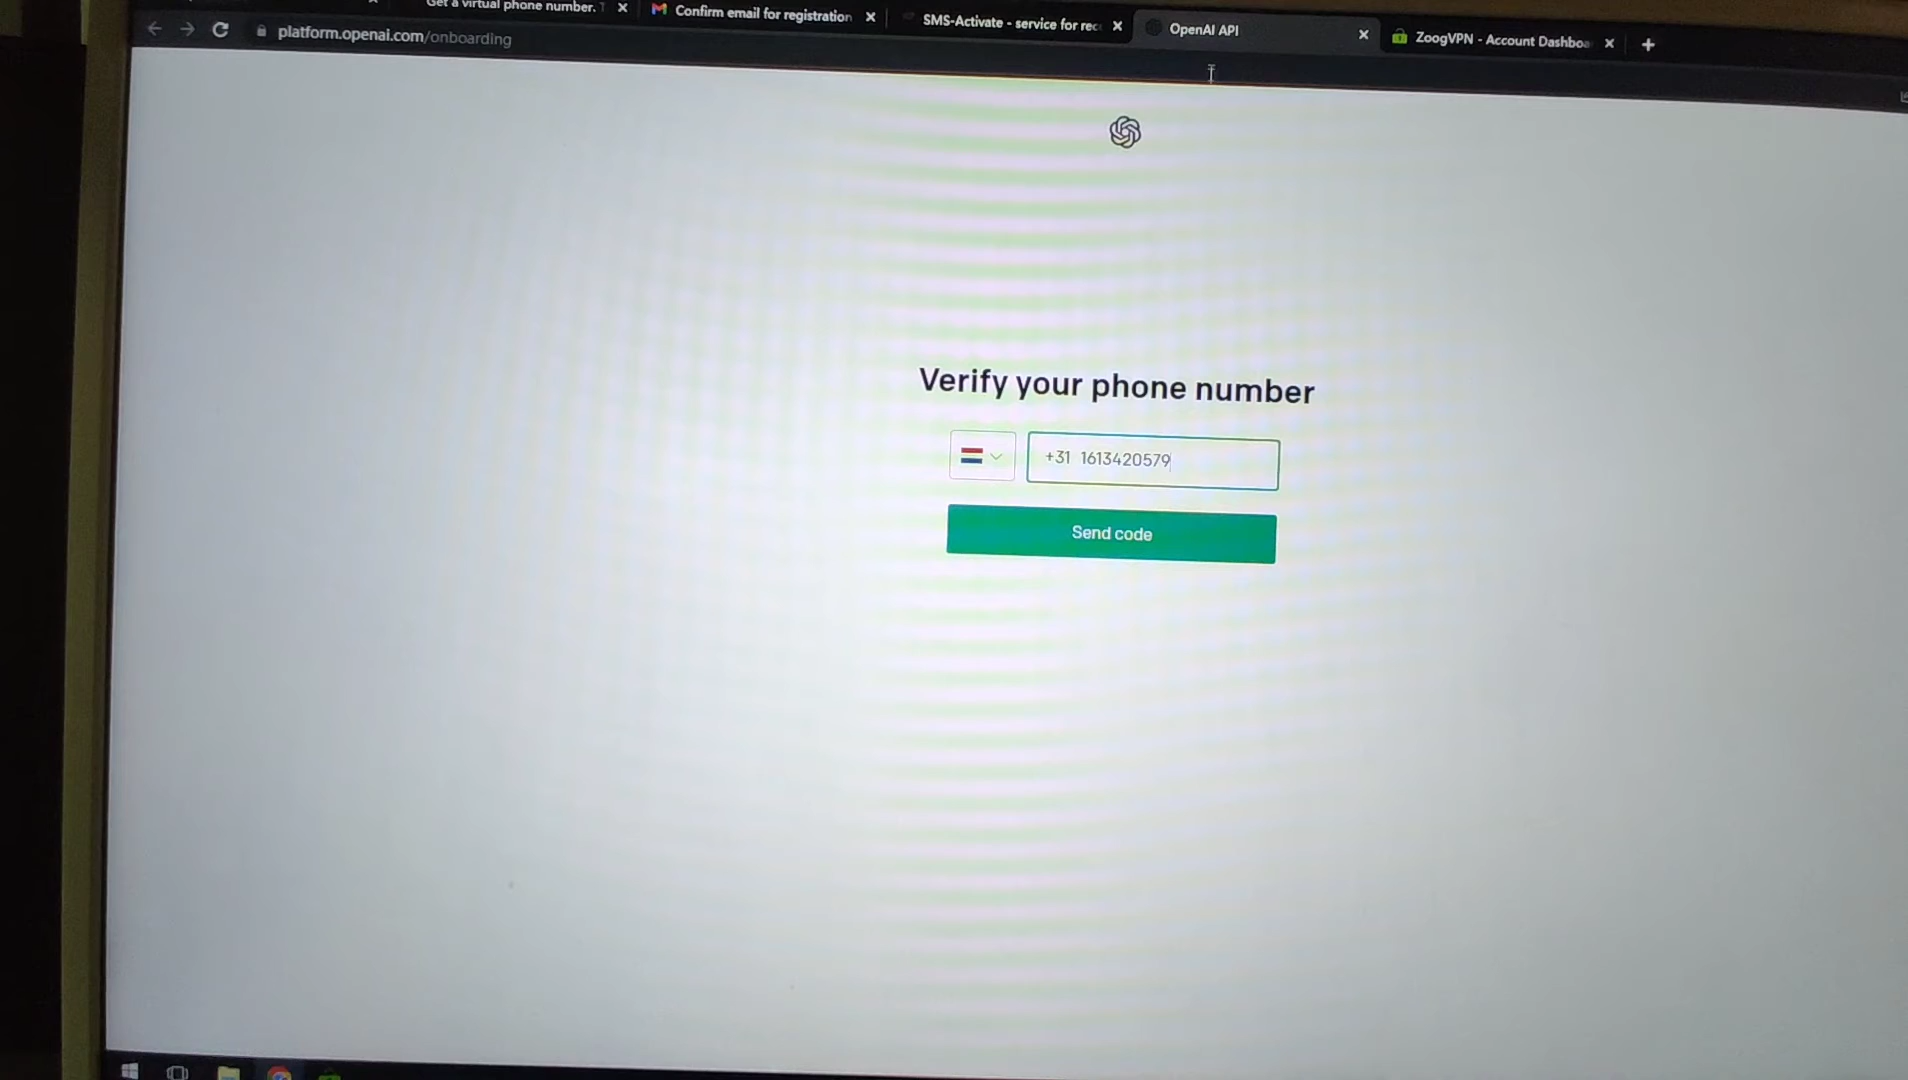 Get a virtual phone number. T
Confirm email for registration
SMS-Activate - service for rec
OpenAI API
ZoogVPN - Account Dashboa
platform.openai.com/onboarding
Verify your phone number
+31 1613420579
Send code